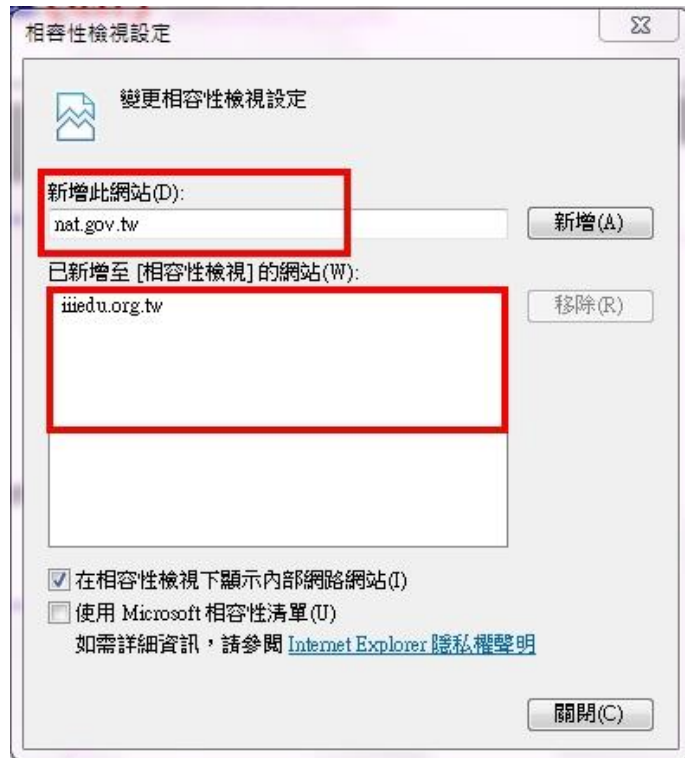 相容性檢視設定
變更相容性檢視設定
新增此網站(D):
nat.gov.tw
新增(A)
已新增至 [相容性檢視] 的網站(W):
iiiedu.org.tw
移除(R)
在相容性檢視下顯示內部網路網站(I)
使用 Microsoft 相容性清單(U)
如需詳細資訊，請參閱 Internet Explorer 隱私權聲明
關閉(C)